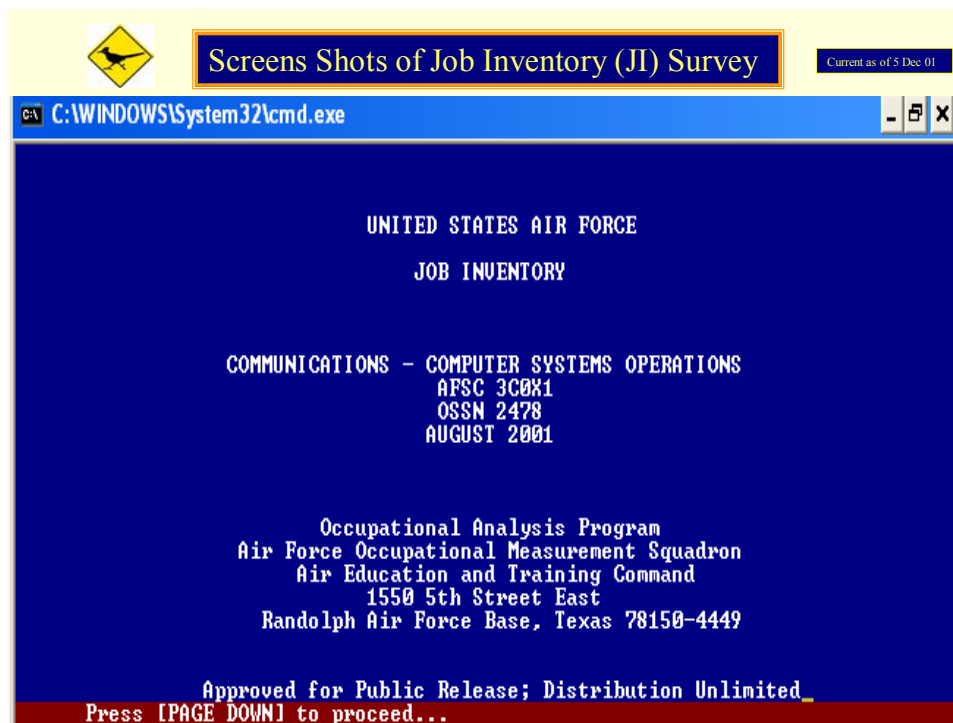 Screens Shots of Job Inventory (JI) Survey
Current as of 5 Dec 01
C:\WINDOWS\System32\cmd.exe
UNITED STATES AIR FORCE
JOB INVENTORY
COMMUNICATIONS - COMPUTER SYSTEMS OPERATIONS
AFSC 3C0X1
OSSN 2478
AUGUST 2001
Occupational Analysis Program
Air Force Occupational Measurement Squadron
Air Education and Training Command
1550 5th Street East
Randolph Air Force Base, Texas 78150-4449
Approved for Public Release; Distribution Unlimited_
Press [PAGE DOWN] to proceed...